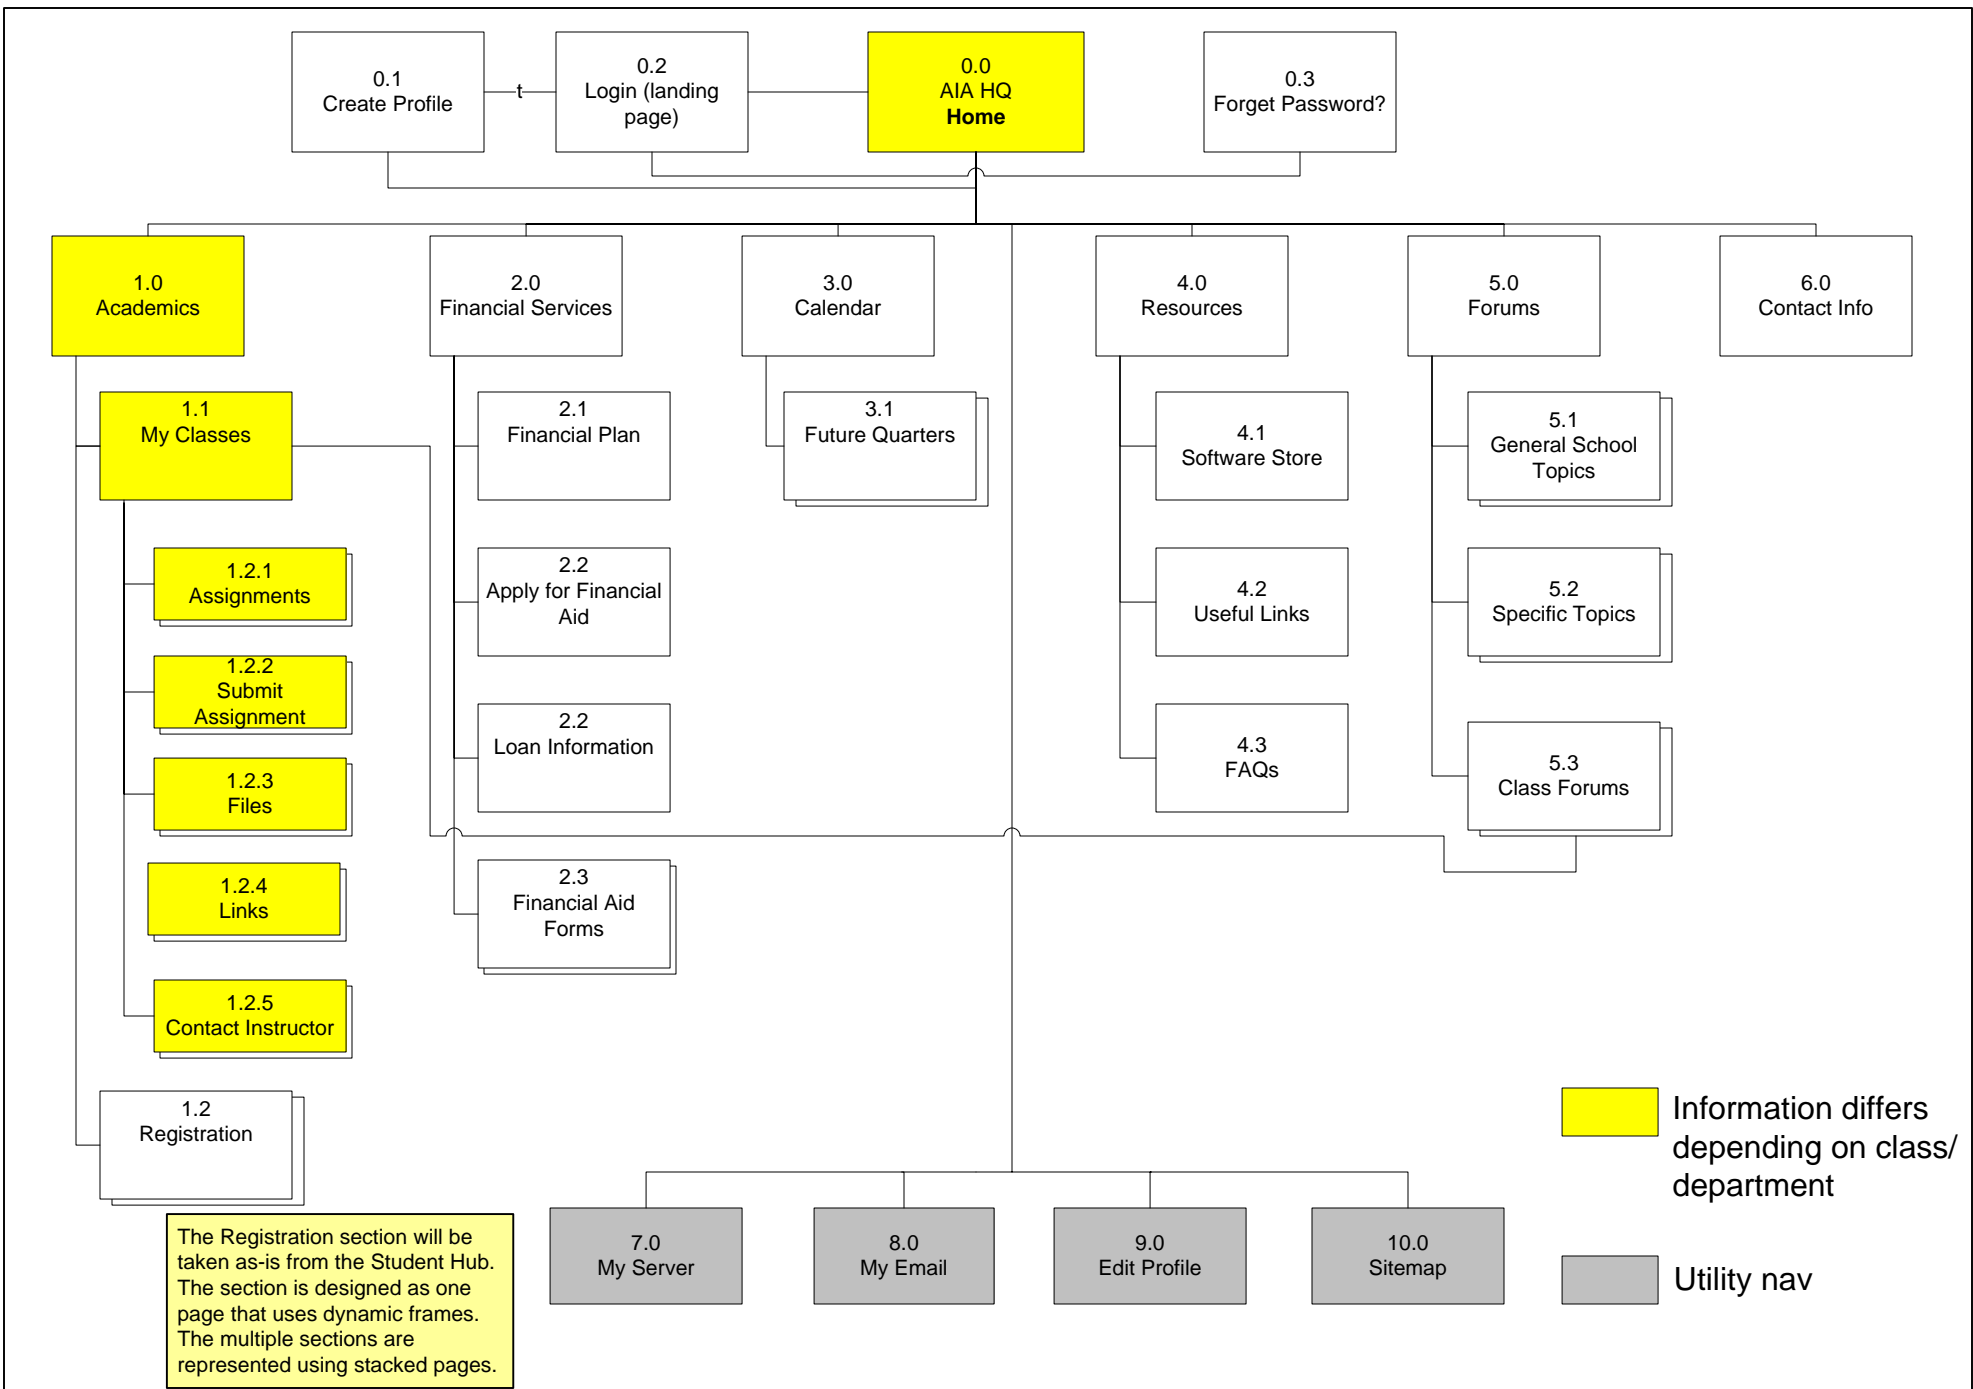 0.1
Create Profile
t
0.2
Login (landing
page)
0.0
AIA HQ
Home
0.3
Forget Password?
1.0
Academics
2.0
Financial Services
3.0
Calendar
4.0
Resources
5.0
Forums
6.0
Contact Info
1.1
My Classes
1.2.1
Assignments
1.2.2
Submit
Assignment
1.2.3
Files
1.2.4
Links
1.2.5
Contact Instructor
1.2
Registration
The Registration section will be
taken as-is from the Student Hub.
The section is designed as one
page that uses dynamic frames.
The multiple sections are
represented using stacked pages.
2.1
Financial Plan
2.2
Apply for Financial
Aid
2.2
Loan Information
2.3
Financial Aid
Forms
3.1
Future Quarters
4.1
Software Store
4.2
Useful Links
4.3
FAQs
5.1
General School
Topics
5.2
Specific Topics
5.3
Class Forums
7.0
My Server
8.0
My Email
9.0
Edit Profile
10.0
Sitemap
Information differs
depending on class/
department
Utility nav